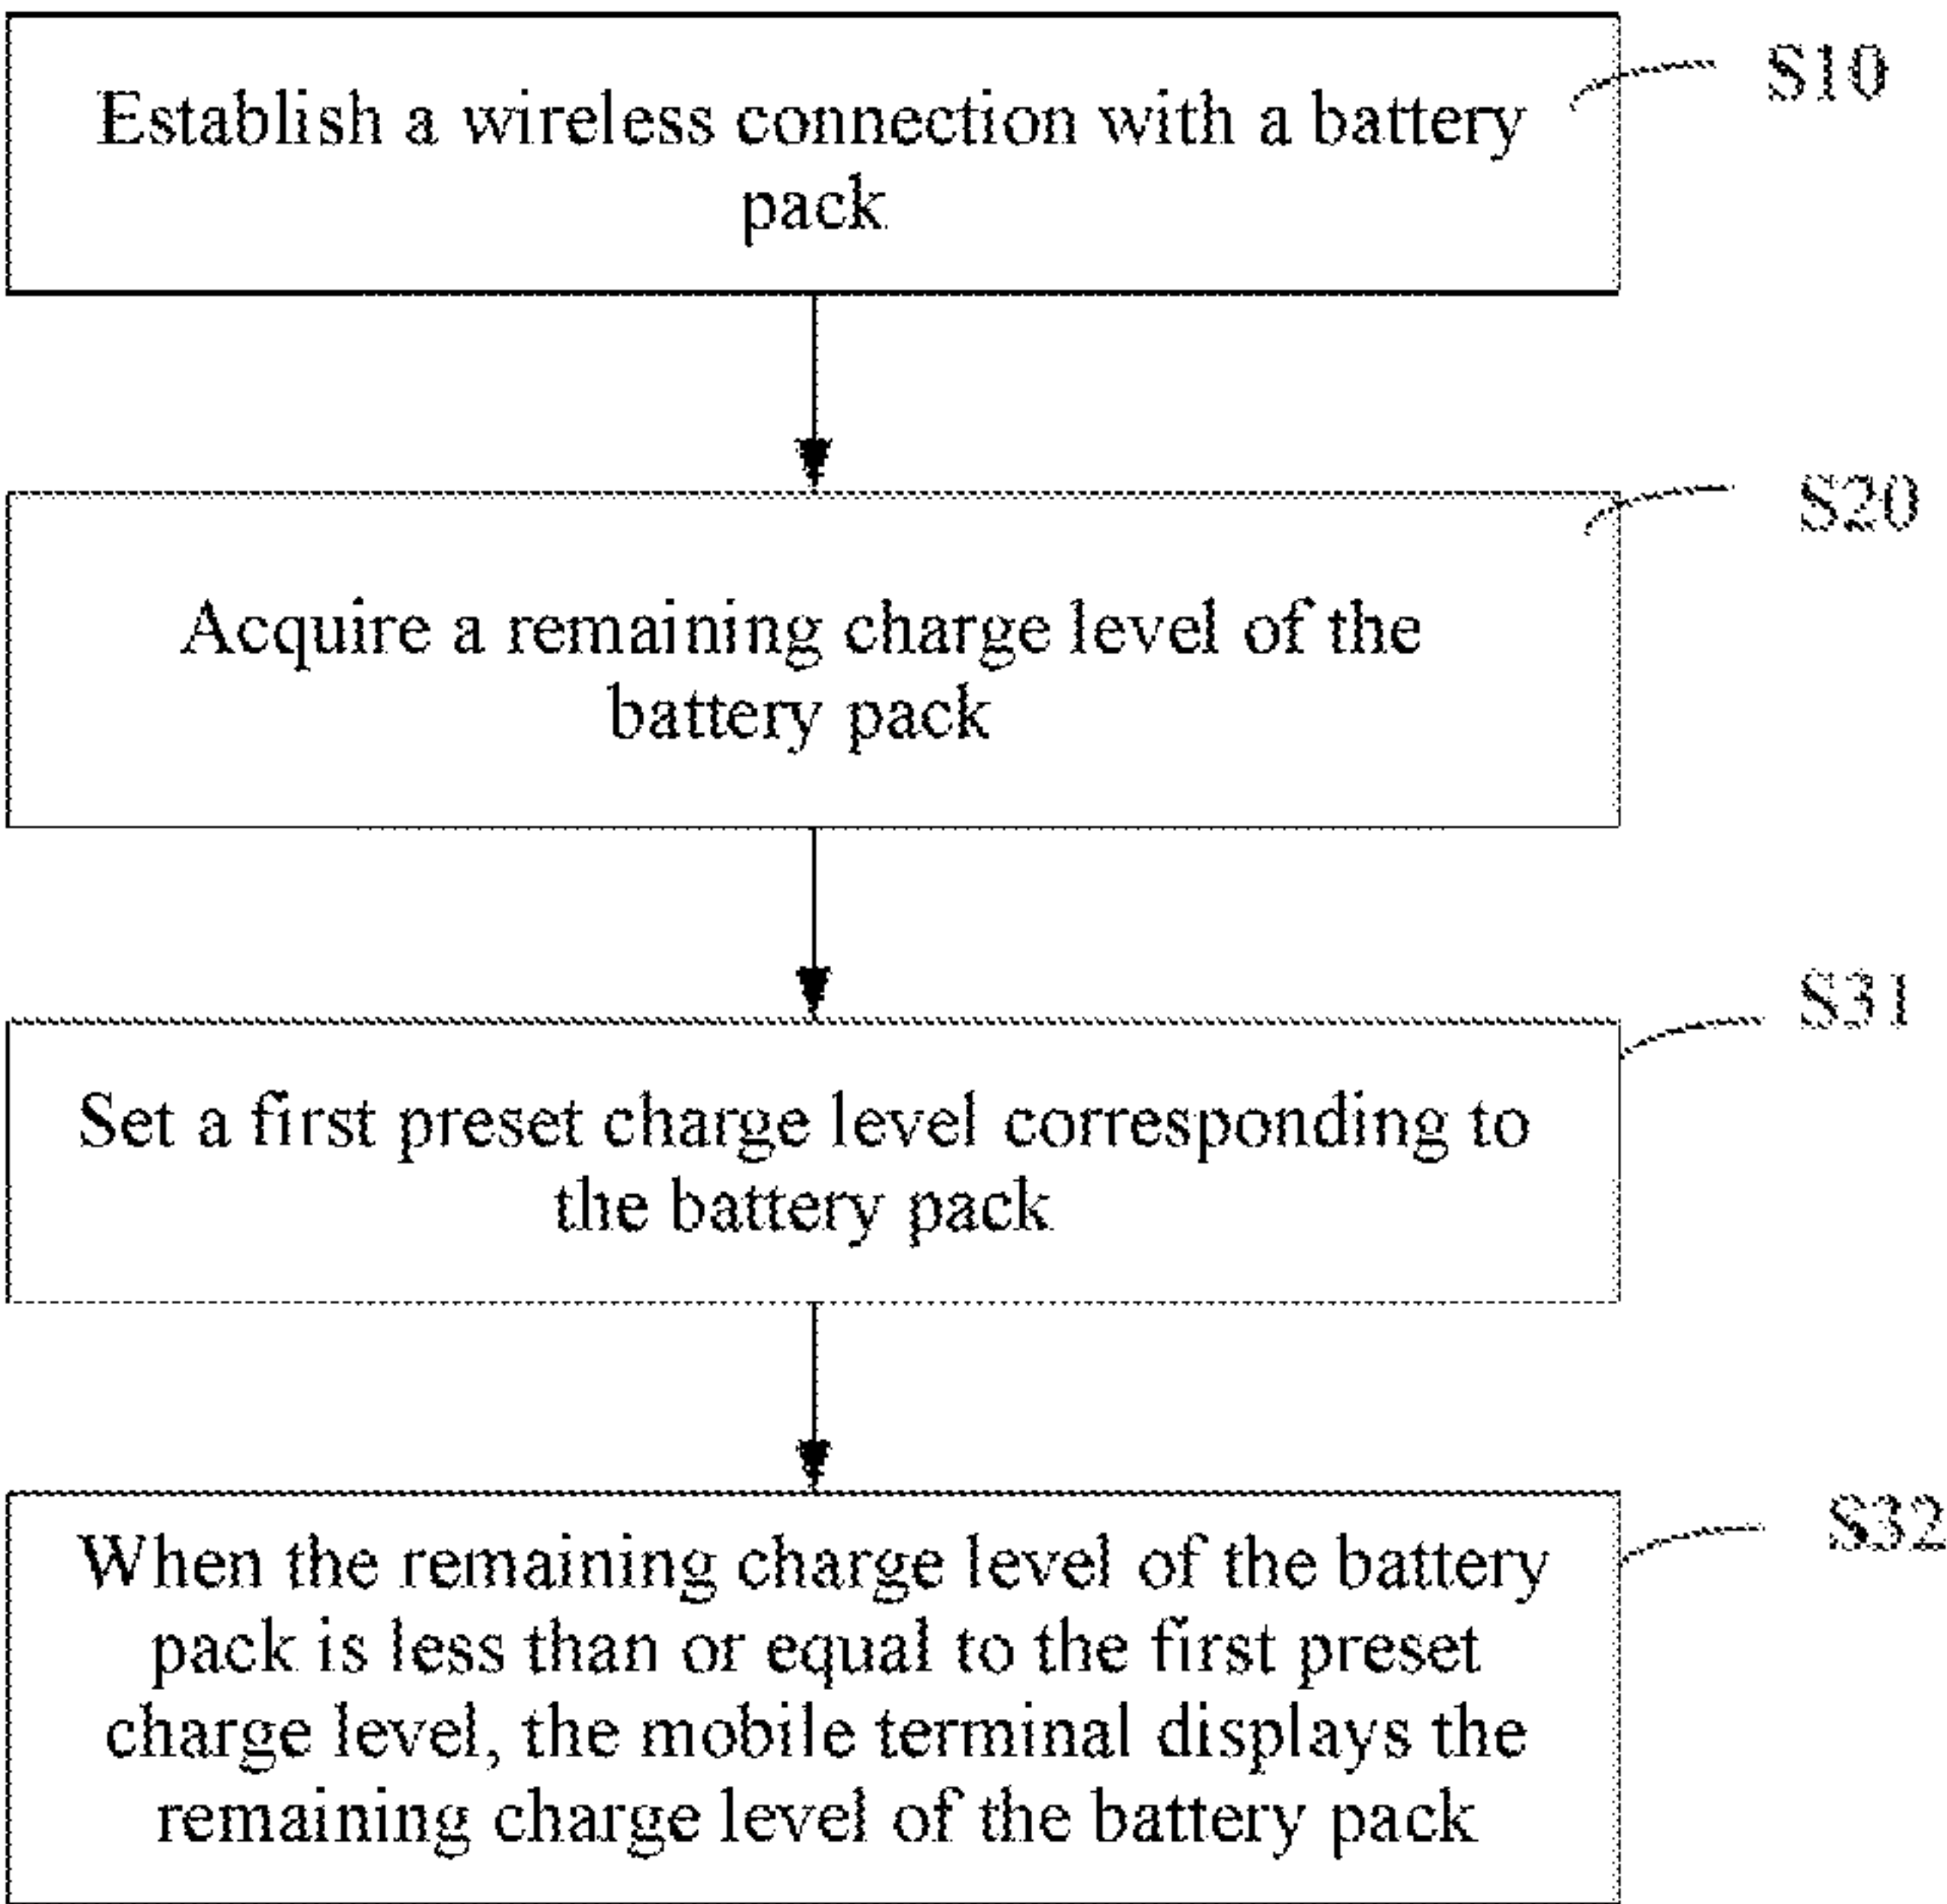 Establish a wireless connection with a battery
pack
S10
Acquire a remaining charge level of the
battery pack
S20
Set a first preset charge level corresponding to
the battery pack
S31
When the remaining charge level of the battery
pack is less than or equal to the first preset
charge level, the mobile terminal displays the
remaining charge level of the battery pack
S32